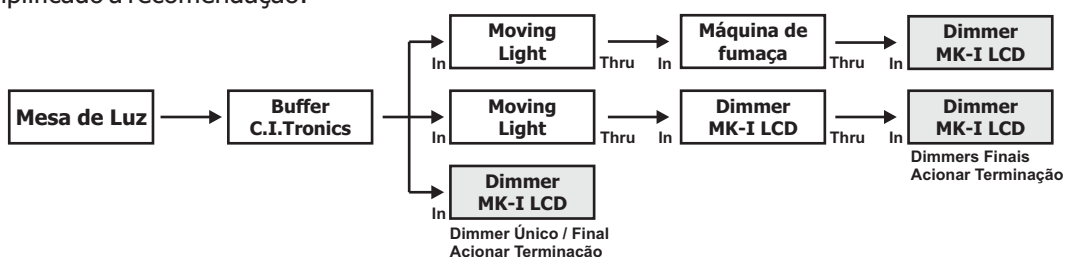 aplicado a recomendação.
Moving
Light
Máquina de
fumaça
Dimmer
MK-I LCD
In
Thru
In
Thru
In
Mesa de Luz
Buffer
C.I.Tronics
Moving
Light
Dimmer
MK-I LCD
Dimmer
MK-I LCD
In
Thru
In
Thru
In
Dimmers Finais
Acionar Terminação
Dimmer
MK-I LCD
In
Dimmer Único / Final
Acionar Terminação